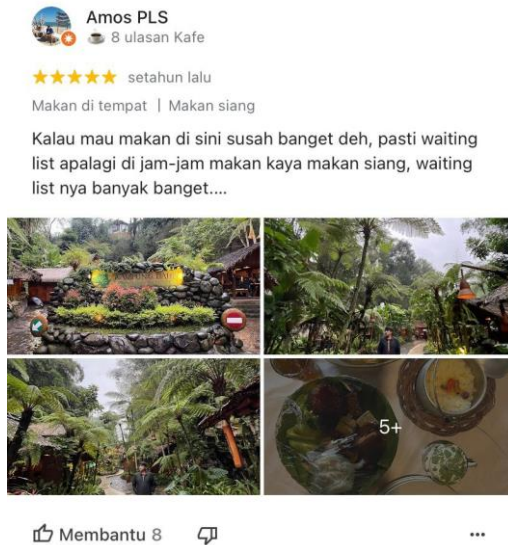 Amos PLS
8 ulasan Kafe
setahun lalu
Makan di tempat | Makan siang
Kalau mau makan di sini susah banget deh, pasti waiting
list apalagi di jam-jam makan kaya makan siang, waiting
list nya banyak banget....
5+
Membantu 8